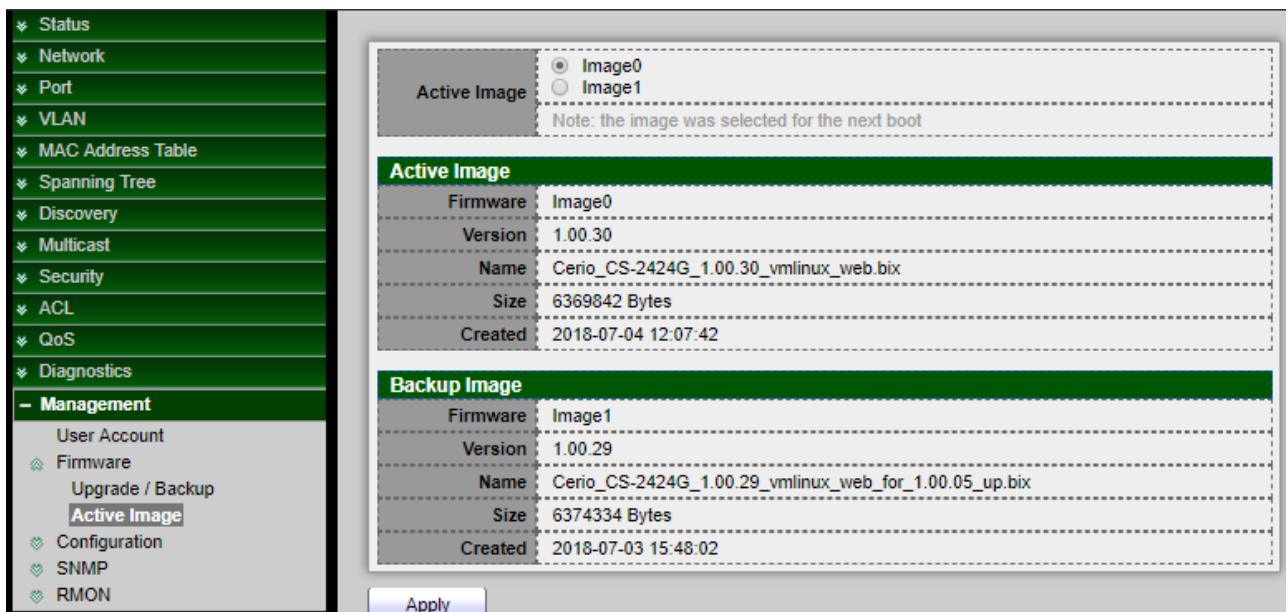 Status
Network
Port
VLAN
MAC Address Table
Spanning Tree
Discovery
Multicast
Security
ACL
QoS
Diagnostics
Management
User Account
Firmware
Upgrade / Backup
Active Image
Configuration
SNMP
RMON
Active Image
Image0
Image1
Note: the image was selected for the next boot
Active Image
Firmware Image0
Version 1.00.30
Name Cerio_CS-2424G_1.00.30_vmlinux_web.bix
Size 6369842 Bytes
Created 2018-07-04 12:07:42
Backup Image
Firmware Image1
Version 1.00.29
Name Cerio_CS-2424G_1.00.29_vmlinux_web_for_1.00.05_up.bix
Size 6374334 Bytes
Created 2018-07-03 15:48:02
Apply